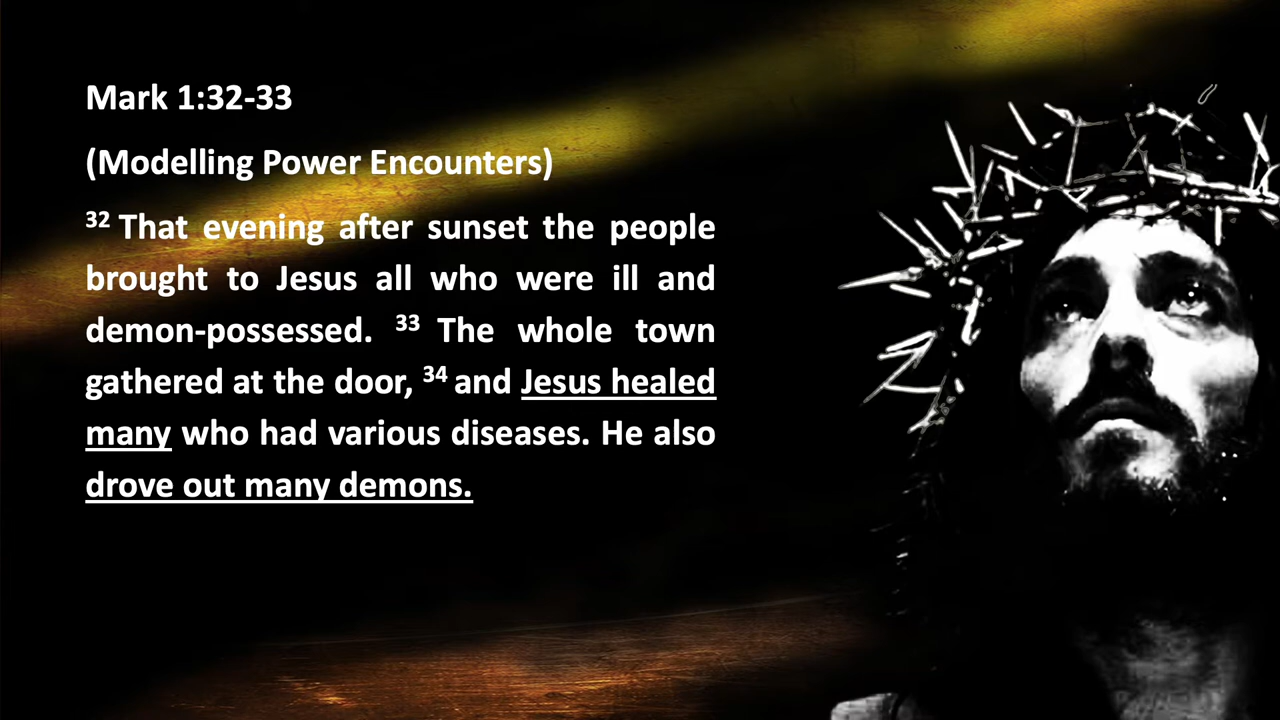 Mark 1:32-33
(Modelling Power Encounters)
32 That evening after sunset the people
brought to Jesus all who were ill and
demon-possessed. 33 The whole town
gathered at the door, 34 and Jesus healed
many who had various diseases. He also
drove out many demons.